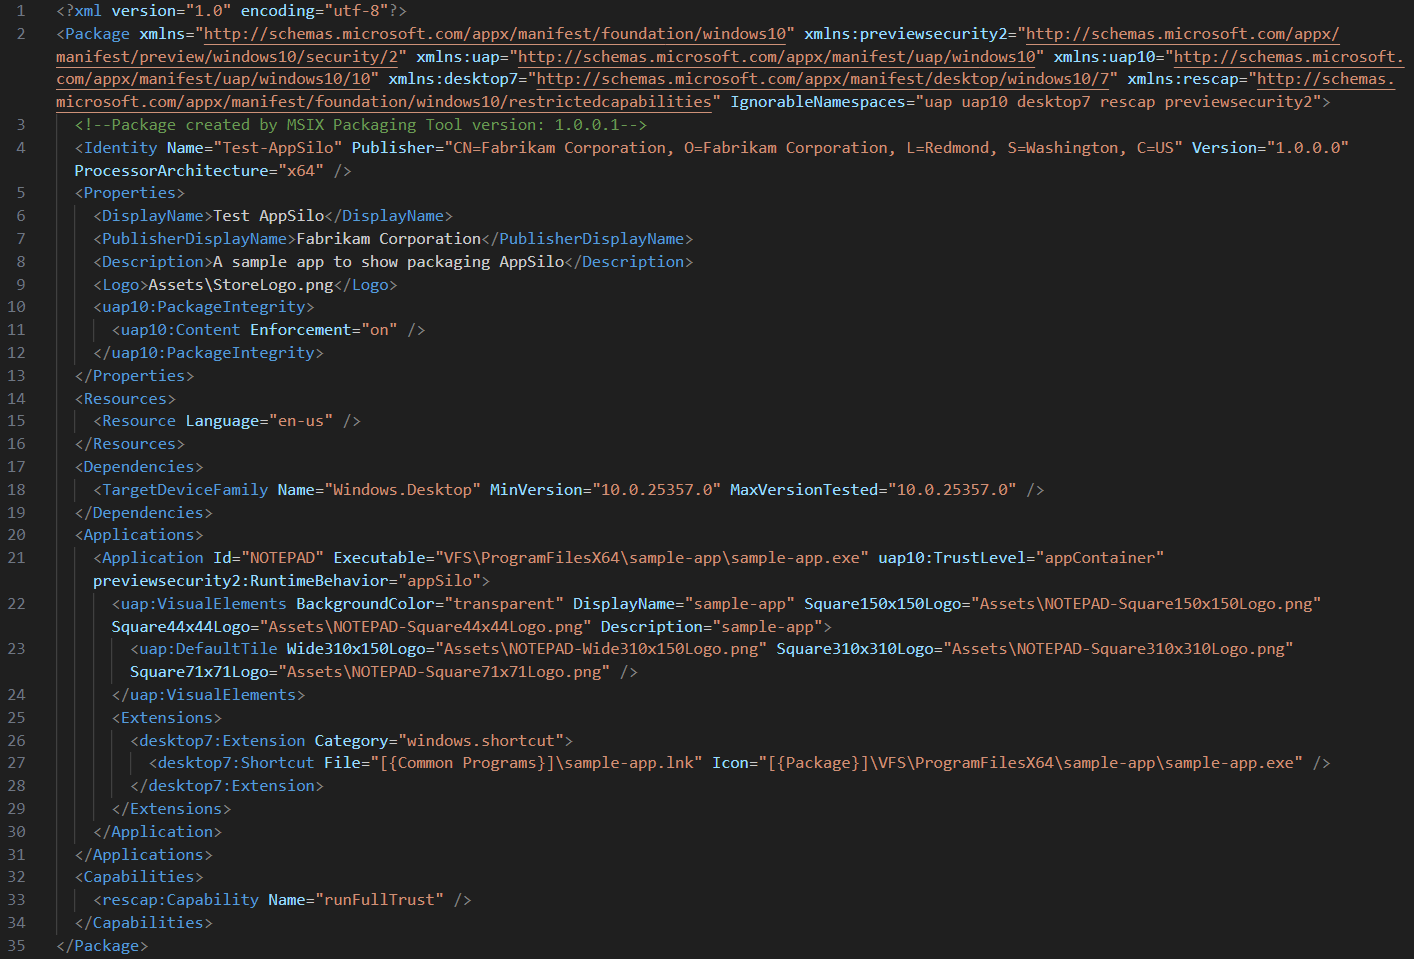 1 <?xml version="1.0" encoding="utf-8"?>
2 <Package xmlns="http://schemas.microsoft.com/appx/manifest/foundation/windows10" xmlns:previewsecurity2="http://schemas.microsoft.com/appx/
manifest/preview/windows10/security/2" xmlns:uap="http://schemas.microsoft.com/appx/manifest/uap/windows10" xmlns:uap10="http://schemas.microsoft.
com/appx/manifest/uap/windows10/10" xmlns:desktop7="http://schemas.microsoft.com/appx/manifest/desktop/windows10/7" xmlns:rescap="http://schemas.
microsoft.com/appx/manifest/foundation/windows10/restrictedcapabilities" IgnorableNamespaces="uap uap10 desktop7 rescap previewsecurity2">
3 <!--Package created by MSIX Packaging Tool version: 1.0.0.1-->
4 <Identity Name="Test-AppSilo" Publisher="CN=Fabrikam Corporation, O=Fabrikam Corporation, L=Redmond, S=Washington, C=US" Version="1.0.0.0"
ProcessorArchitecture="x64" />
5 <Properties>
6 <DisplayName>Test AppSilo</DisplayName>
7 <PublisherDisplayName>Fabrikam Corporation</PublisherDisplayName>
8 <Description>A sample app to show packaging AppSilo</Description>
9 <Logo>Assets\StoreLogo.png</Logo>
10 <uap10:PackageIntegrity>
11 <uap10:Content Enforcement="on" />
12 </uap10:PackageIntegrity>
13 </Properties>
14 <Resources>
15 <Resource Language="en-us" />
16 </Resources>
17 <Dependencies>
18 <TargetDeviceFamily Name="Windows.Desktop" MinVersion="10.0.25357.0" MaxVersionTested="10.0.25357.0" />
19 </Dependencies>
20 <Applications>
21 <Application Id="NOTEPAD" Executable="VFS\ProgramFilesX64\sample-app\sample-app.exe" uap10:TrustLevel="appContainer"
previewsecurity2:RuntimeBehavior="appSilo">
22 <uap:VisualElements BackgroundColor="transparent" DisplayName="sample-app" Square150x150Logo="Assets\NOTEPAD-Square150x150Logo.png"
Square44x44Logo="Assets\NOTEPAD-Square44x44Logo.png" Description="sample-app">
23 <uap:DefaultTile Wide310x150Logo="Assets\NOTEPAD-Wide310x150Logo.png" Square310x310Logo="Assets\NOTEPAD-Square310x310Logo.png"
Square71x71Logo="Assets\NOTEPAD-Square71x71Logo.png" />
24 </uap:VisualElements>
25 <Extensions>
26 <desktop7:Extension Category="windows.shortcut">
27 <desktop7:Shortcut File="[{Common Programs}]\sample-app.lnk" Icon="[{Package}]\VFS\ProgramFilesX64\sample-app\sample-app.exe" />
28 </desktop7:Extension>
29 </Extensions>
30 </Application>
31 </Applications>
32 <Capabilities>
33 <rescap:Capability Name="runFullTrust" />
34 </Capabilities>
35 </Package>